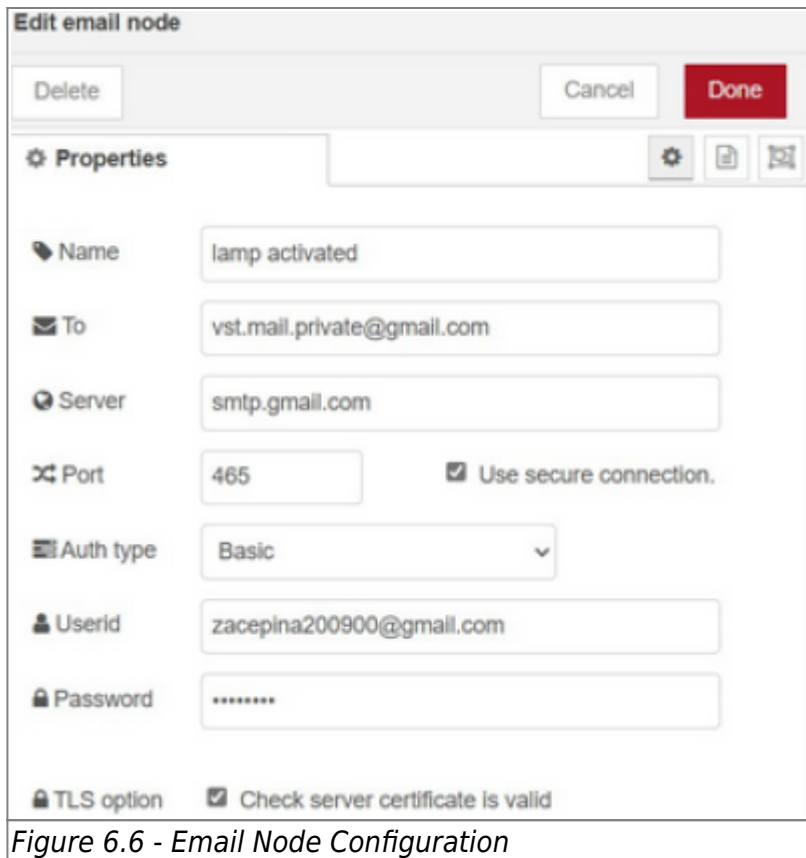 Edit email node
Delete Cancel Done
Properties
Name lamp activated
To vst.mail.private@gmail.com
Server smtp.gmail.com
Port 465 Use secure connection.
Auth type Basic
Userid zacepina200900@gmail.com
Password ••••••••
TLS option Check server certificate is valid
Figure 6.6 - Email Node Configuration